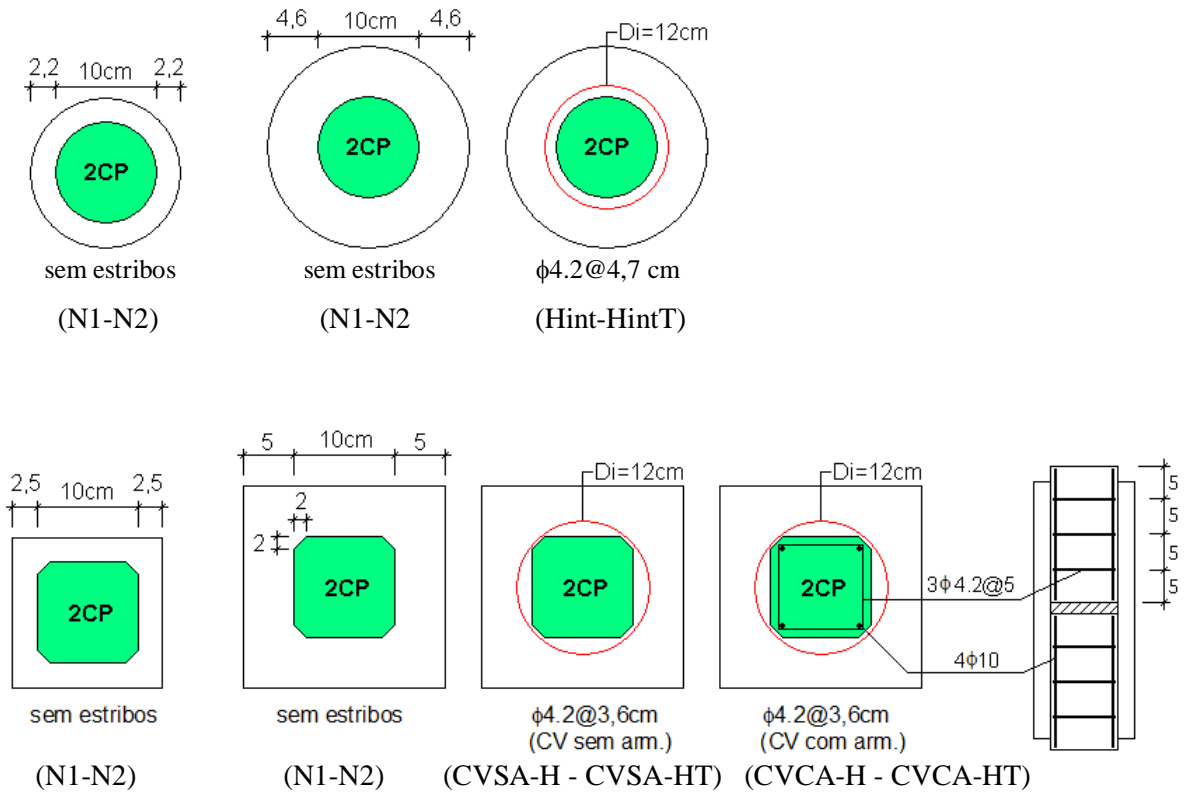 4,6 10cm 4,6
Di=12cm
2,2 10cm 2,2
2CP
2CP
2CP
sem estribos
sem estribos
ϕ4.2@4,7 cm
(N1-N2)
(N1-N2
(Hint-HintT)
5 10cm 5
Di=12cm
Di=12cm
2,5 10cm 2,5
2
2
2CP
2CP
2CP
2CP
5
5
5
5
3ϕ4.2@5
4ϕ10
sem estribos
sem estribos
ϕ4.2@3,6cm
(CV sem arm.)
ϕ4.2@3,6cm
(CV com arm.)
(N1-N2)
(N1-N2)
(CVSA-H - CVSA-HT)
(CVCA-H - CVCA-HT)